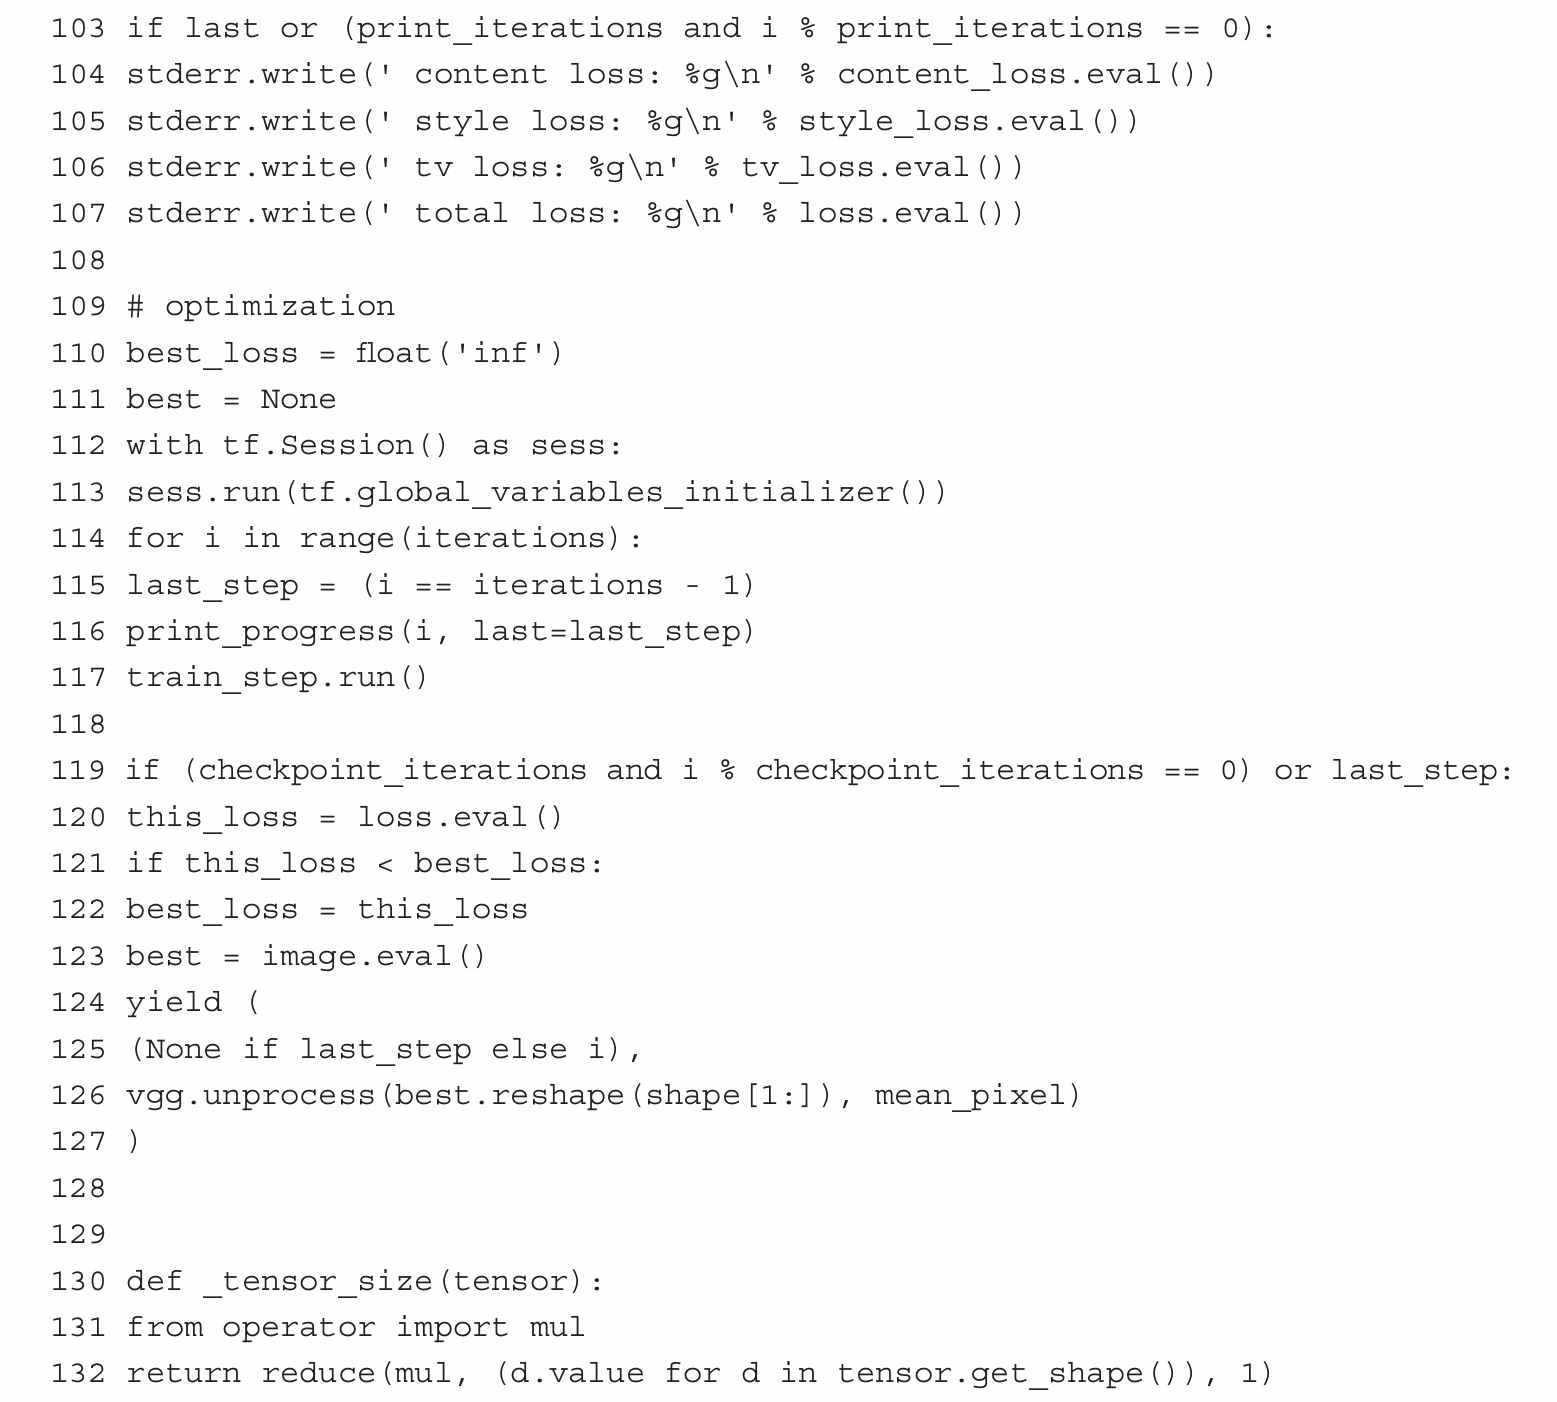 103 if last or (print_iterations and i % print_iterations == 0):
104 stderr.write(' content loss: %g\n' % content_loss.eval())
105 stderr.write(' style loss: %g\n' % style_loss.eval())
106 stderr.write(' tv loss: %g\n' % tv_loss.eval())
107 stderr.write(' total loss: %g\n' % loss.eval())
108
109 # optimization
110 best_loss = float('inf')
111 best = None
112 with tf.Session() as sess:
113 sess.run(tf.global_variables_initializer())
114 for i in range(iterations):
115 last_step = (i == iterations - 1)
116 print_progress(i, last=last_step)
117 train_step.run()
118
119 if (checkpoint_iterations and i % checkpoint_iterations == 0) or last_step:
120 this_loss = loss.eval()
121 if this_loss < best_loss:
122 best_loss = this_loss
123 best = image.eval()
124 yield (
125 (None if last_step else i),
126 vgg.unprocess(best.reshape(shape[1:]), mean_pixel)
127 )
128
129
130 def _tensor_size(tensor):
131 from operator import mul
132 return reduce(mul, (d.value for d in tensor.get_shape()), 1)